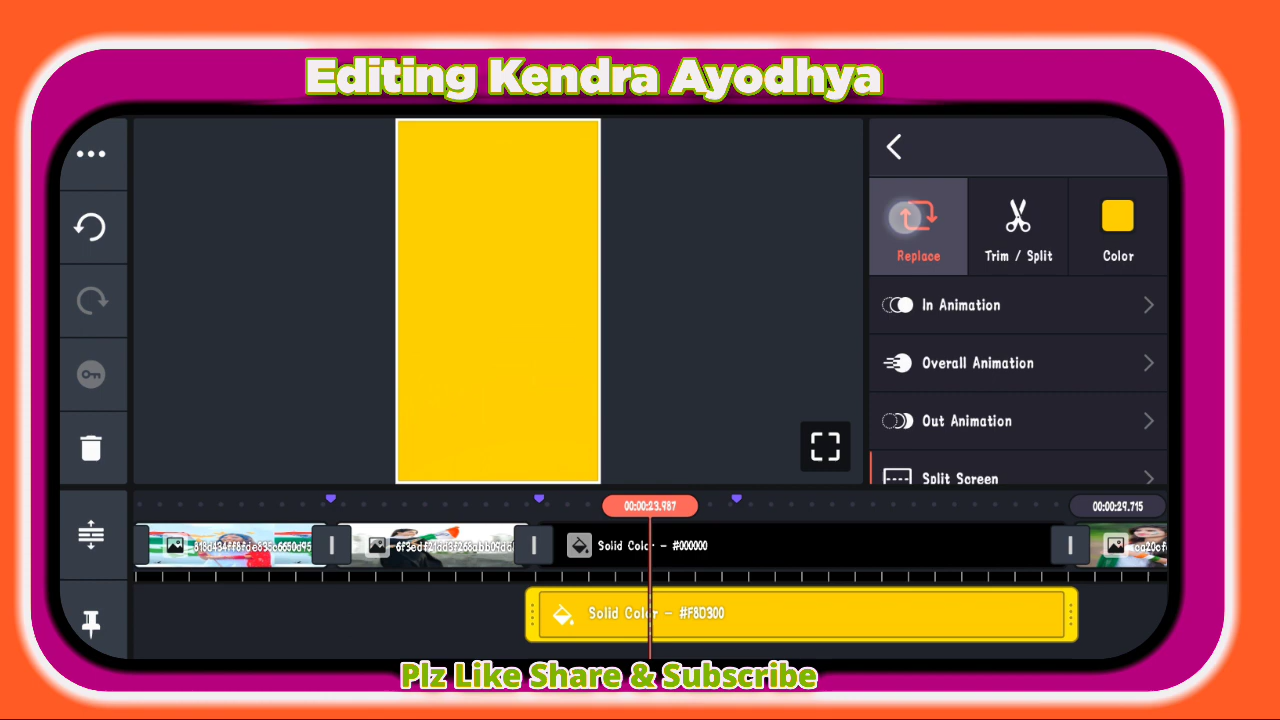 Editing Kendra Ayodhya
Replace
Trim / Split
Color
In Animation
Overall Animation
Out Animation
Split Screen
00:00:23.987
00:00:29.715
Solid Color - #000000
Solid Color - #F8D300
Plz Like Share & Subscribe